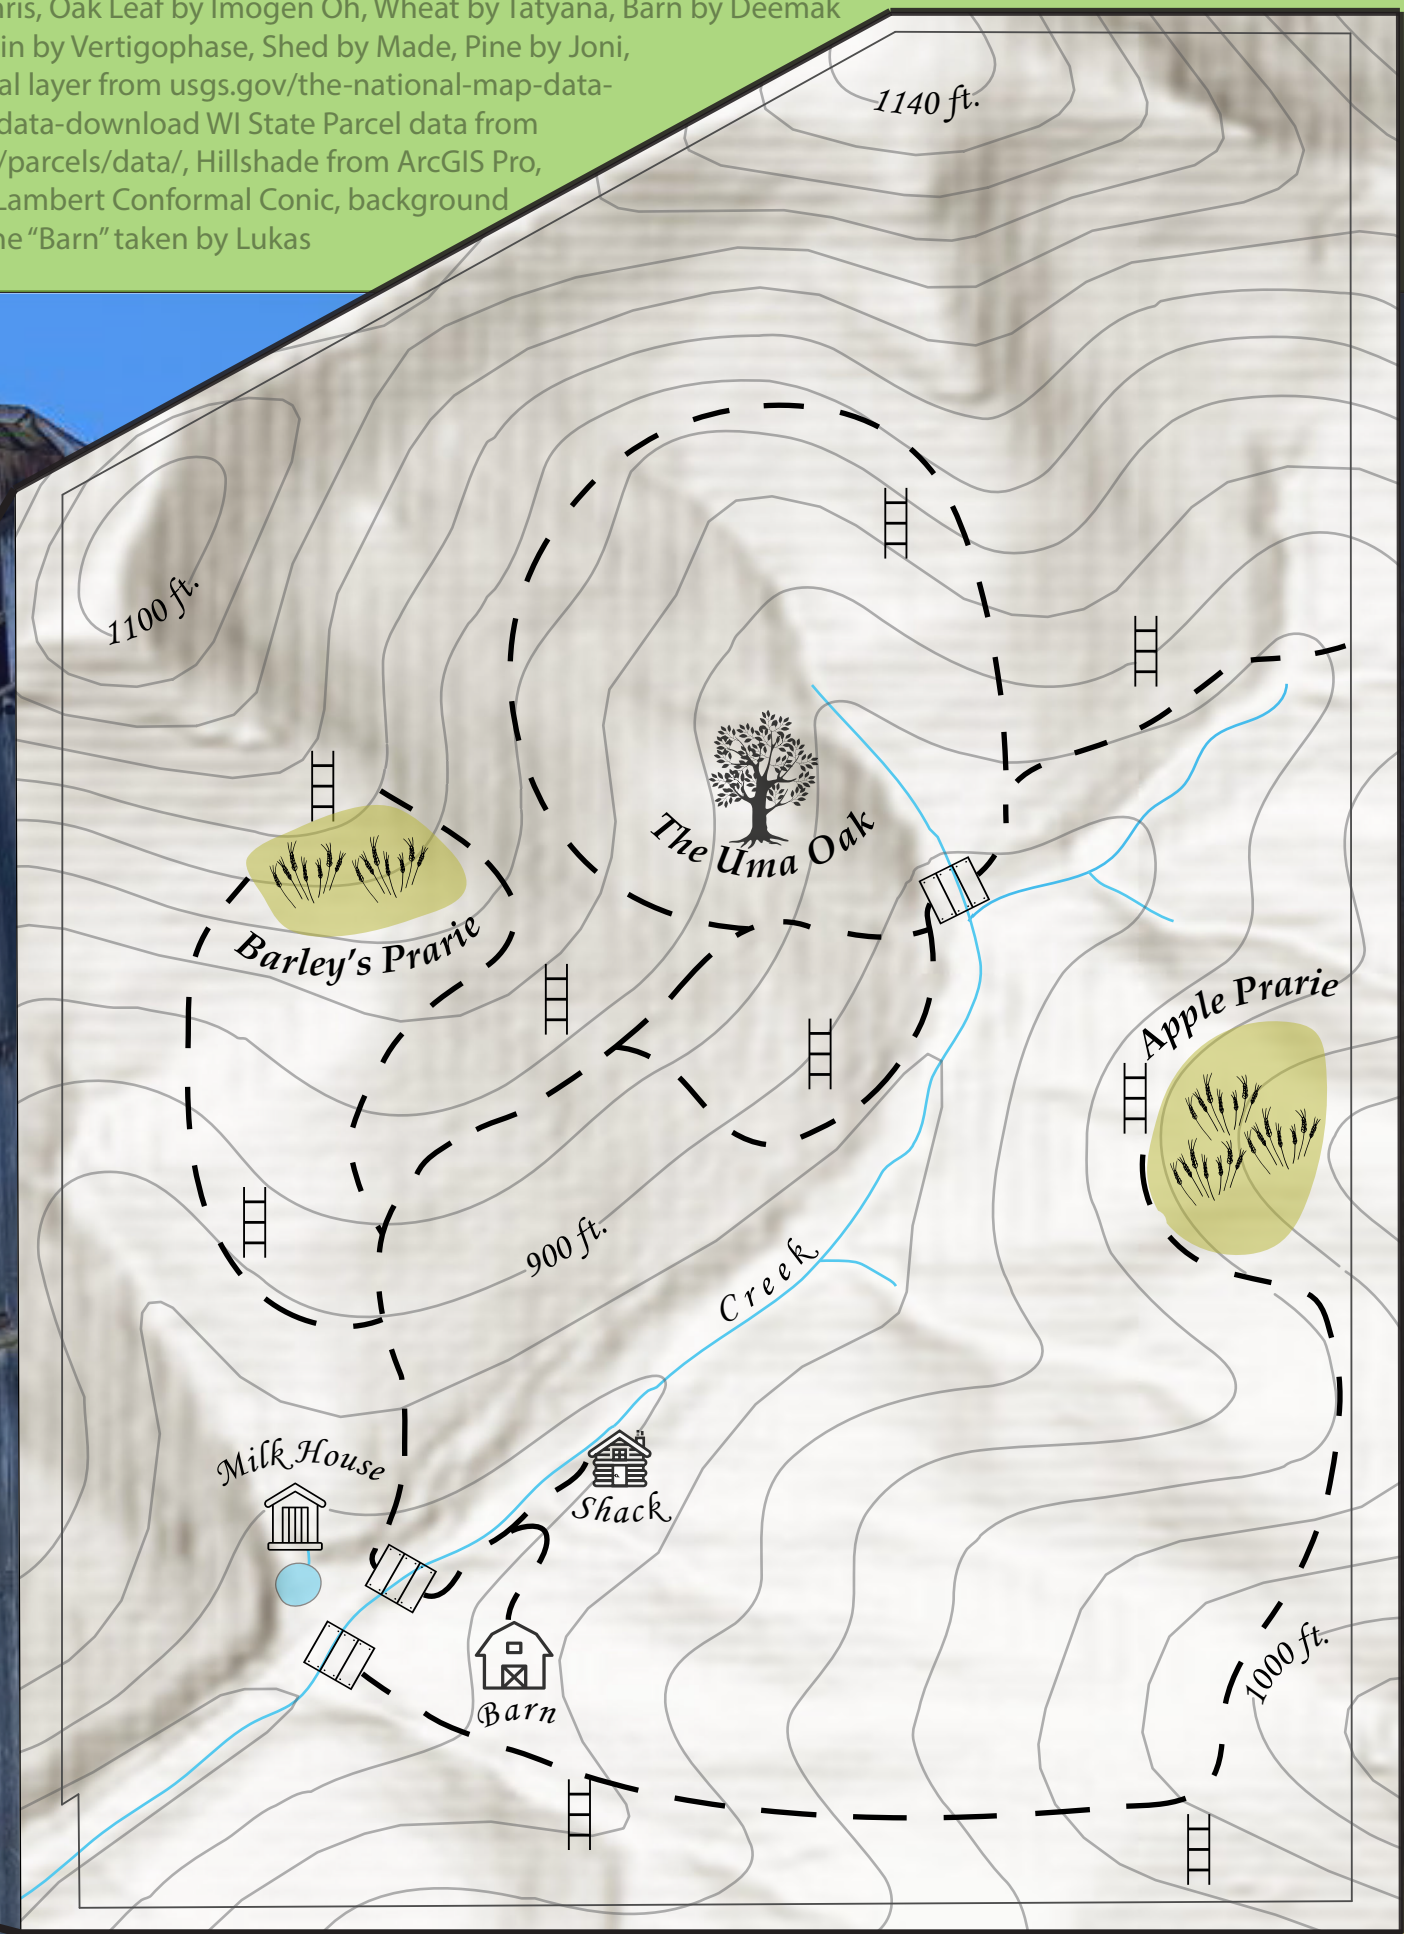 ris, Oak Leaf by Imogen Oh, Wheat by Tatyana, Barn by Deemak
in by Vertigophase, Shed by Made, Pine by Joni,
al layer from usgs.gov/the-national-map-data-
data-download WI State Parcel data from
/parcels/data/, Hillshade from ArcGIS Pro,
Lambert Conformal Conic, background
ne “Barn” taken by Lukas
1140 ft.
1100 ft.
The Uma Oak
Barley's Prarie
Apple Prarie
900 ft.
Creek
Milk House
Shack
1000 ft.
Barn